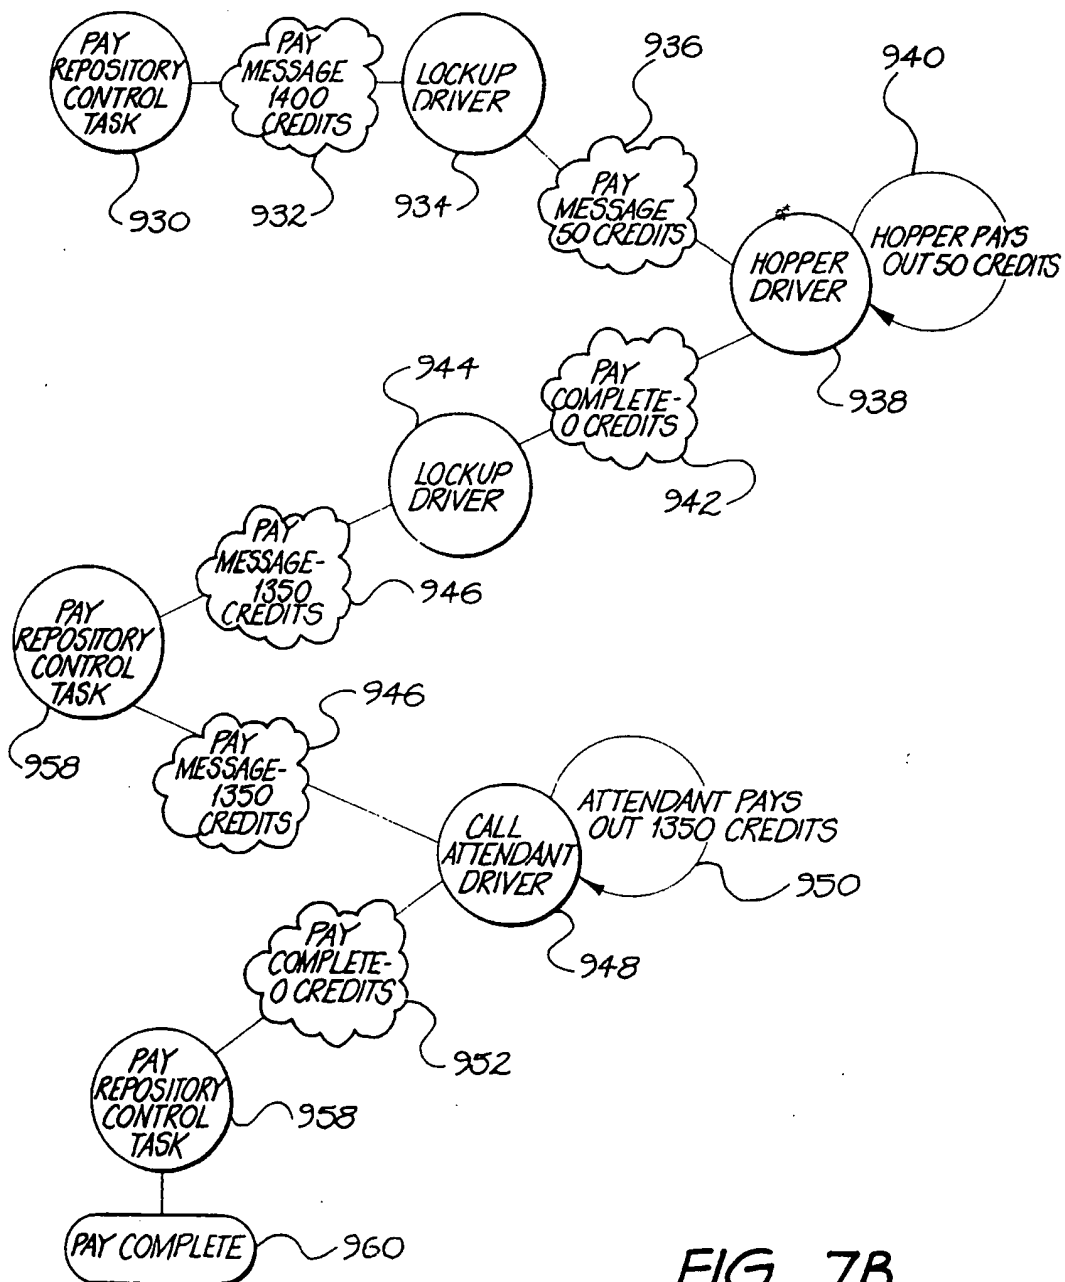 PAY
REPOSITORY
CONTROL
TASK
PAY
MESSAGE
1400
CREDITS
LOCKUP
DRIVER
936
940
930
932
934
PAY
MESSAGE
50 CREDITS
HOPPER PAYS
OUT 50 CREDITS
HOPPER
DRIVER
944
PAY
COMPLETE-
0 CREDITS
938
LOCKUP
DRIVER
942
PAY
MESSAGE-
1350
CREDITS
946
PAY
REPOSITORY
CONTROL
TASK
946
958
PAY
MESSAGE-
1350
CREDITS
ATTENDANT PAYS
OUT 1350 CREDITS
CALL
ATTENDANT
DRIVER
950
PAY
COMPLETE-
0 CREDITS
948
952
PAY
REPOSITORY
CONTROL
TASK
958
PAY COMPLETE
960
FIG. 7B